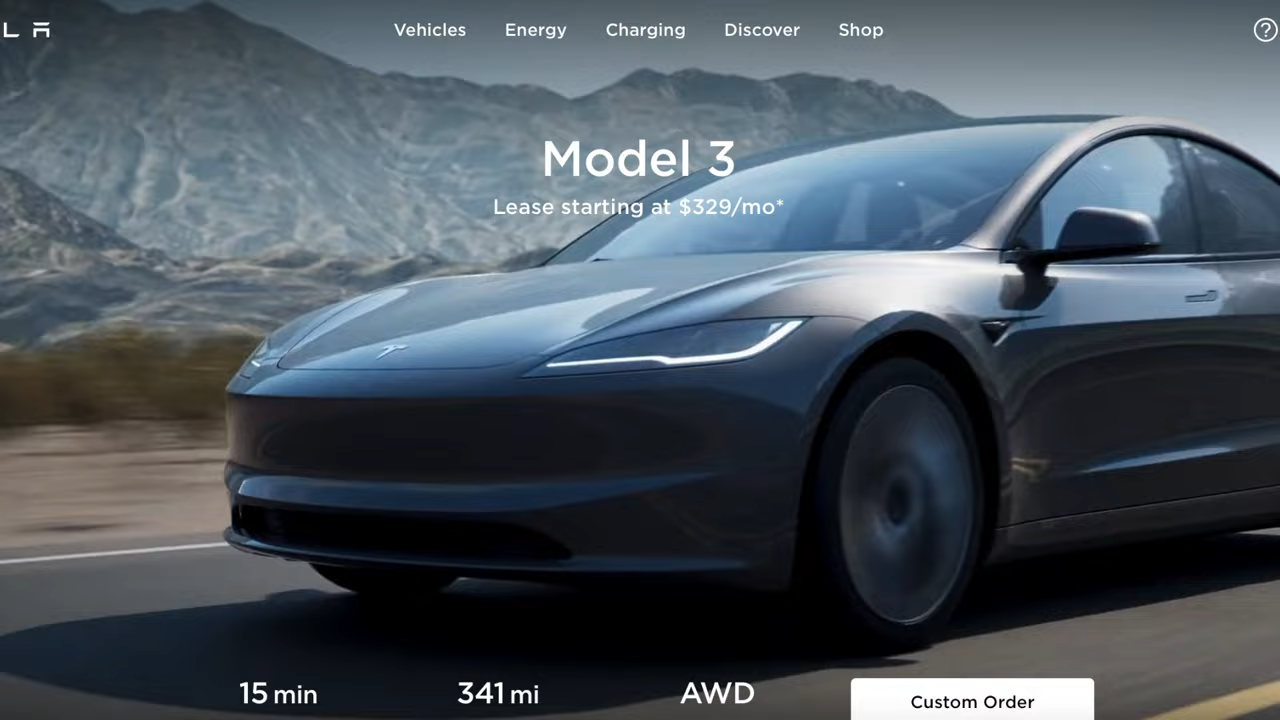 L A
Vehicles Energy Charging Discover Shop
Model 3
Lease starting at $329/mo*
15 min 341 mi AWD
Custom Order